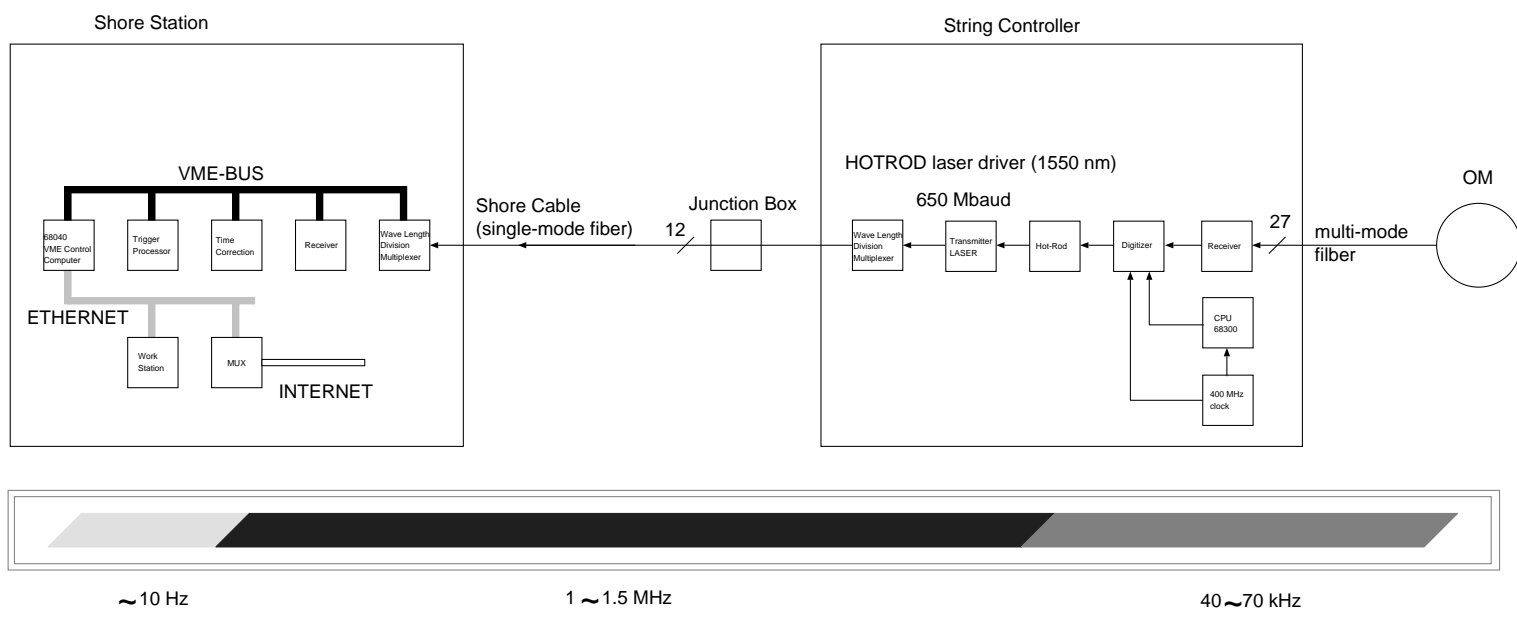 Shore Station
String Controller
VME-BUS
68040
VME Control
Computer
Trigger
Processor
Time
Correction
Receiver
Wave Length
Division
Multiplexer
ETHERNET
Work
Station
MUX
INTERNET
Shore Cable
(single-mode fiber)
12
Junction Box
HOTROD laser driver (1550 nm)
650 Mbaud
Wave Length
Division
Multiplexer
Transmitter
LASER
Hot-Rod
Digitizer
Receiver
27
CPU
68300
400 MHz
clock
multi-mode
filber
OM
~10 Hz
1 ~1.5 MHz
40~70 kHz